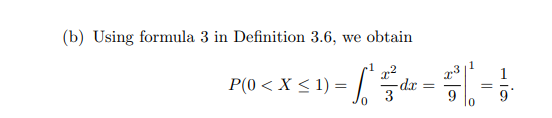 (b) Using formula 3 in Definition 3.6, we obtain
P(0 < X ≤ 1) = ∫₀¹ x²/3 dx = x³/9 |₀¹ = 1/9.